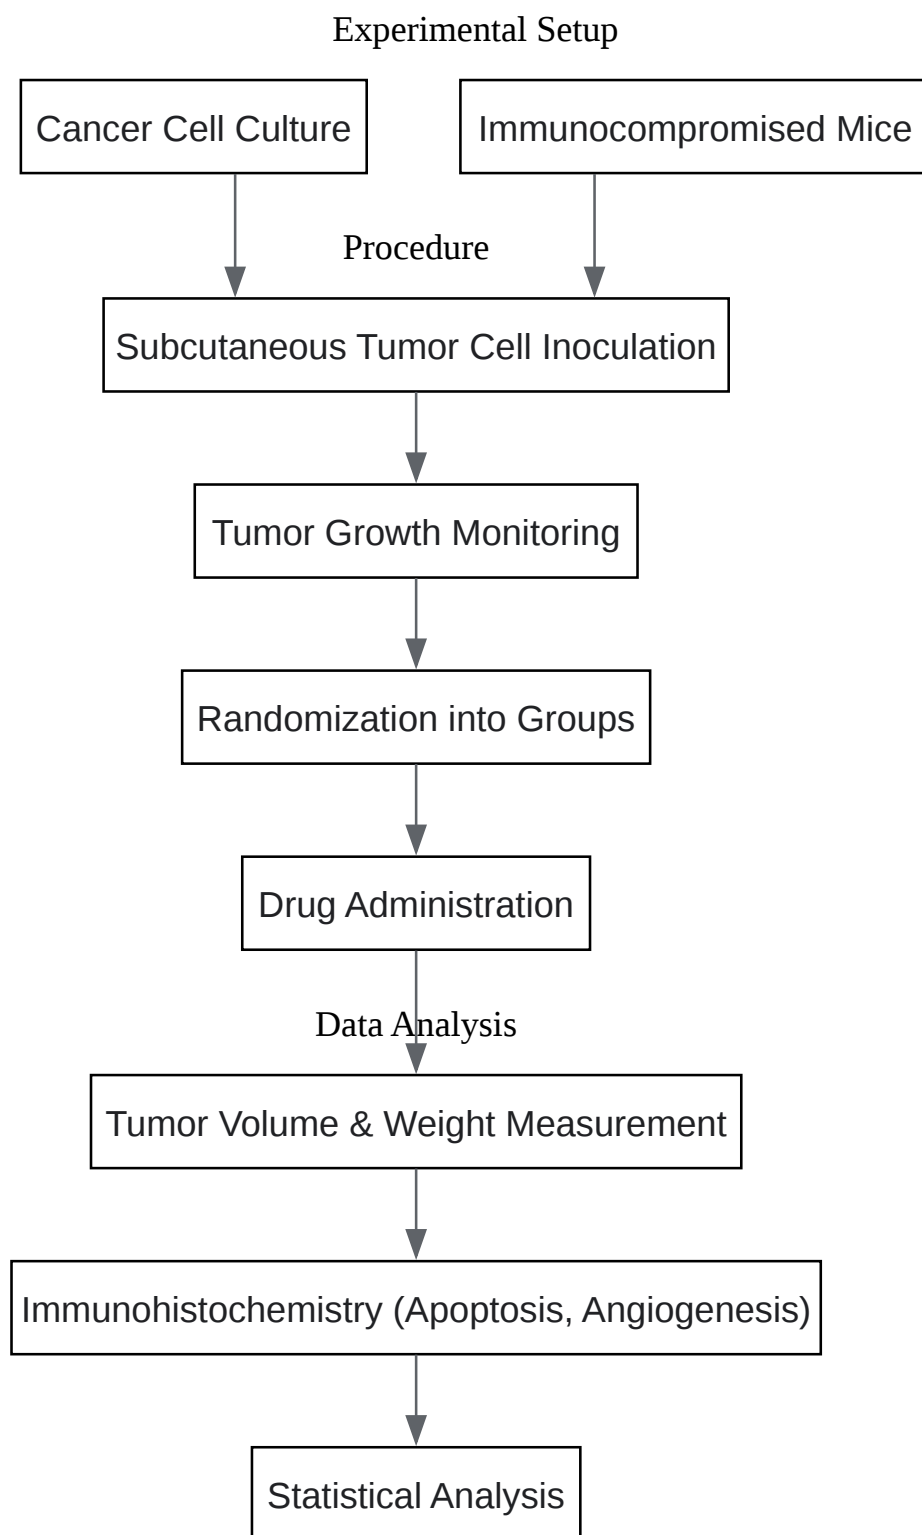 Experimental Setup
Cancer Cell Culture
Immunocompromised Mice
Procedure
Subcutaneous Tumor Cell Inoculation
Tumor Growth Monitoring
Randomization into Groups
Drug Administration
Data Analysis
Tumor Volume & Weight Measurement
Immunohistochemistry (Apoptosis, Angiogenesis)
Statistical Analysis